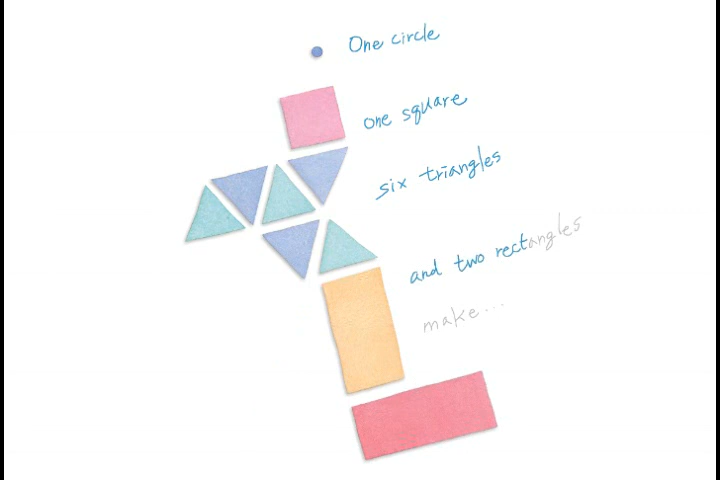 One circle
one square
six triangles
and two rectangles
make...